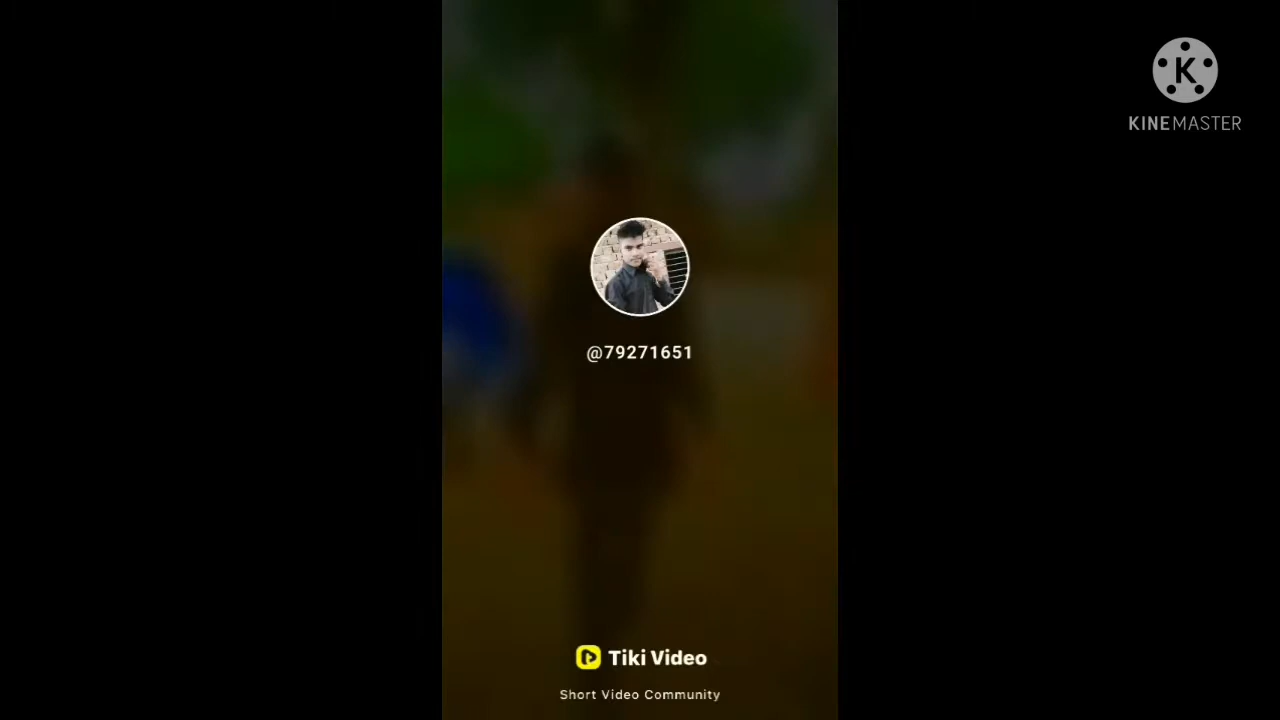 K
KINEMASTER
@79271651
Tiki Video
Short Video Community